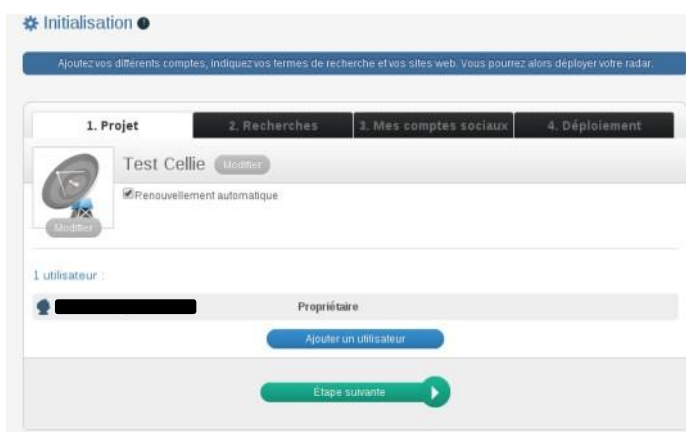 Initialisation
Ajoutez vos différents comptes, indiquez vos termes de recherche et vos sites web. Vous pourrez alors déployer votre radar.
1. Projet 2. Recherches 3. Mes comptes sociaux 4. Déploiement
Test Cellie Modifier
Renouvellement automatique
Modifier
1 utilisateur :
Propriétaire
Ajouter un utilisateur
Étape suivante